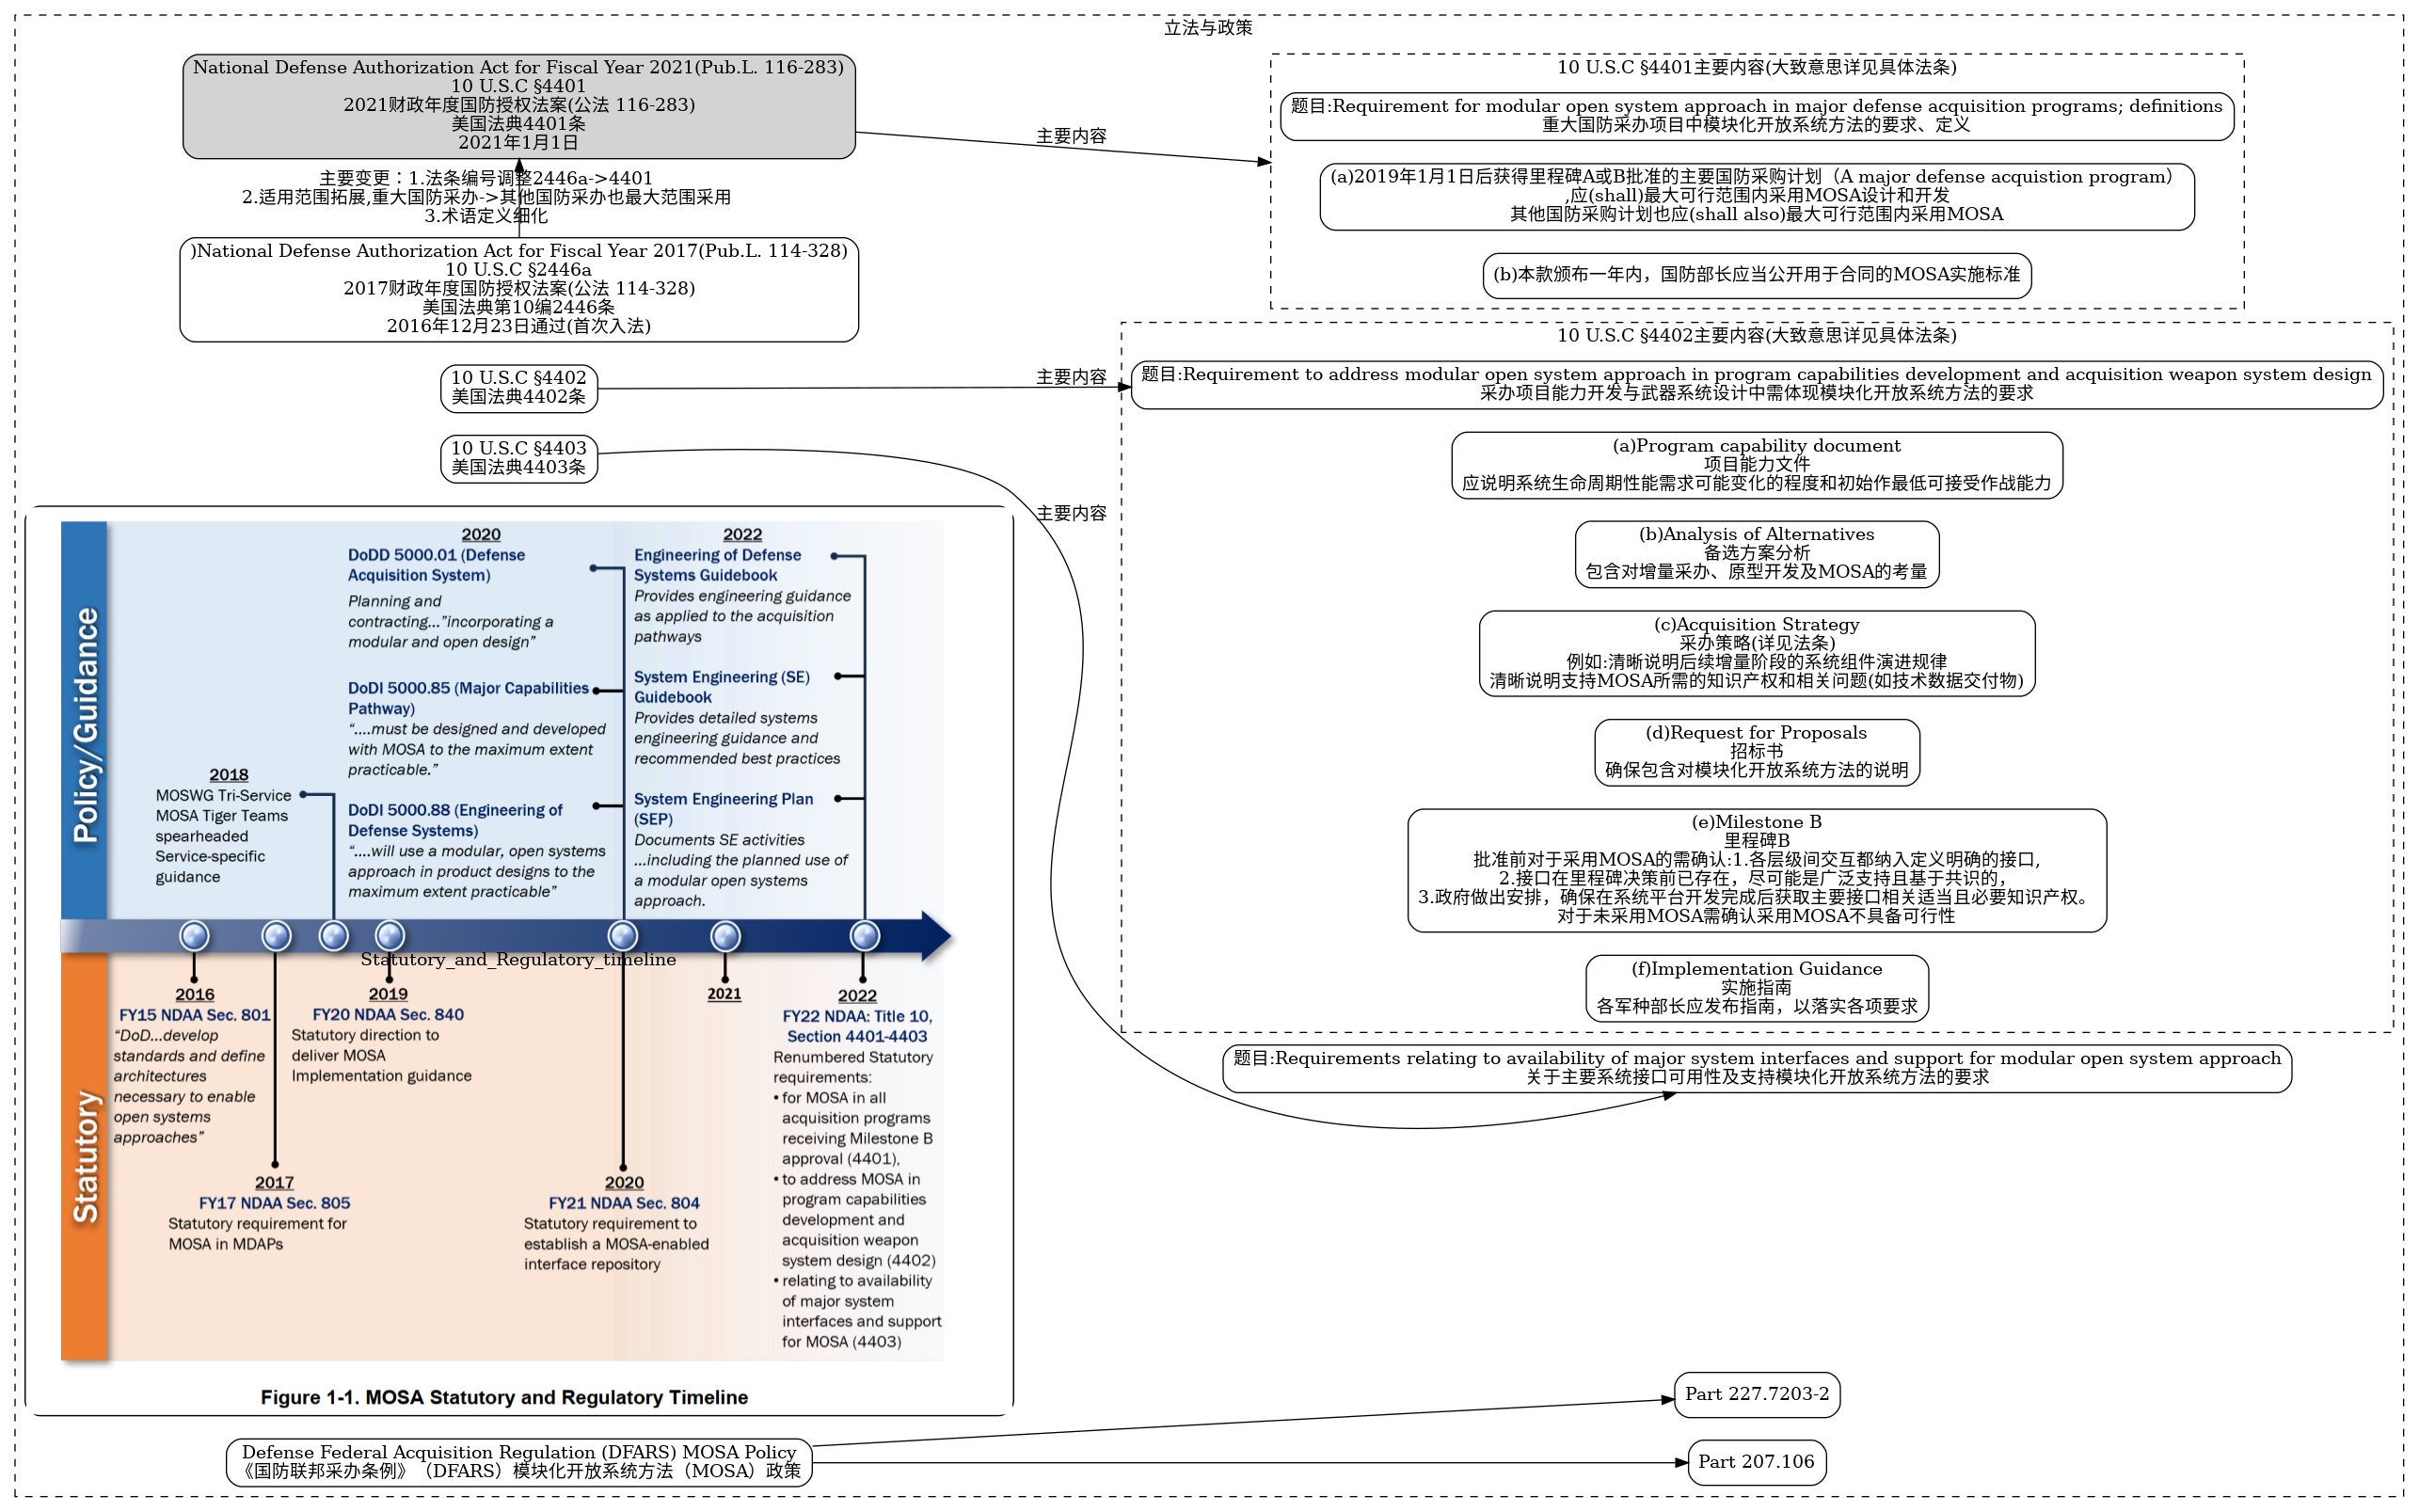 立法与政策
National Defense Authorization Act for Fiscal Year 2021(Pub.L. 116-283)
10 U.S.C §4401
2021财政年度国防授权法案(公法 116-283)
美国法典4401条
2021年1月1日
主要变更：1.法条编号调整2446a->4401
2.适用范围拓展,重大国防采办->其他国防采办也最大范围采用
3.术语定义细化
)National Defense Authorization Act for Fiscal Year 2017(Pub.L. 114-328)
10 U.S.C §2446a
2017财政年度国防授权法案(公法 114-328)
美国法典第10编2446条
2016年12月23日通过(首次入法)
主要内容
10 U.S.C §4401主要内容(大致意思详见具体法条)
题目:Requirement for modular open system approach in major defense acquisition programs; definitions
重大国防采办项目中模块化开放系统方法的要求、定义
(a)2019年1月1日后获得里程碑A或B批准的主要国防采购计划（A major defense acquistion program）
,应(shall)最大可行范围内采用MOSA设计和开发
其他国防采购计划也应(shall also)最大可行范围内采用MOSA
(b)本款颁布一年内，国防部长应当公开用于合同的MOSA实施标准
10 U.S.C §4402
美国法典4402条
主要内容
10 U.S.C §4402主要内容(大致意思详见具体法条)
题目:Requirement to address modular open system approach in program capabilities development and acquisition weapon system design
采办项目能力开发与武器系统设计中需体现模块化开放系统方法的要求
(a)Program capability document
项目能力文件
应说明系统生命周期性能需求可能变化的程度和初始作最低可接受作战能力
(b)Analysis of Alternatives
备选方案分析
包含对增量采办、原型开发及MOSA的考量
(c)Acquisition Strategy
采办策略(详见法条)
例如:清晰说明后续增量阶段的系统组件演进规律
清晰说明支持MOSA所需的知识产权和相关问题(如技术数据交付物)
(d)Request for Proposals
招标书
确保包含对模块化开放系统方法的说明
(e)Milestone B
里程碑B
批准前对于采用MOSA的需确认:1.各层级间交互都纳入定义明确的接口,
2.接口在里程碑决策前已存在，尽可能是广泛支持且基于共识的，
3.政府做出安排，确保在系统平台开发完成后获取主要接口相关适当且必要知识产权。
对于未采用MOSA需确认采用MOSA不具备可行性
(f)Implementation Guidance
实施指南
各军种部长应发布指南，以落实各项要求
10 U.S.C §4403
美国法典4403条
主要内容
题目:Requirements relating to availability of major system interfaces and support for modular open system approach
关于主要系统接口可用性及支持模块化开放系统方法的要求
Policy/Guidance
2018
MOSWG Tri-Service
MOSA Tiger Teams
spearheaded
Service-specific
guidance
2020
DoDD 5000.01 (Defense
Acquisition System)
Planning and
contracting...”incorporating a
modular and open design”
DoDI 5000.85 (Major Capabilities
Pathway)
“....must be designed and developed
with MOSA to the maximum extent
practicable.”
DoDI 5000.88 (Engineering of
Defense Systems)
“....will use a modular, open systems
approach in product designs to the
maximum extent practicable”
2022
Engineering of Defense
Systems Guidebook
Provides engineering guidance
as applied to the acquisition
pathways
System Engineering (SE)
Guidebook
Provides detailed systems
engineering guidance and
recommended best practices
System Engineering Plan
(SEP)
Documents SE activities
...including the planned use of
a modular open systems
approach.
Statutory_and_Regulatory_timeline
Statutory
2016
FY15 NDAA Sec. 801
“DoD...develop
standards and define
architectures
necessary to enable
open systems
approaches”
2017
FY17 NDAA Sec. 805
Statutory requirement for
MOSA in MDAPs
2019
FY20 NDAA Sec. 840
Statutory direction to
deliver MOSA
Implementation guidance
2020
FY21 NDAA Sec. 804
Statutory requirement to
establish a MOSA-enabled
interface repository
2021
2022
FY22 NDAA: Title 10,
Section 4401-4403
Renumbered Statutory
requirements:
• for MOSA in all
acquisition programs
receiving Milestone B
approval (4401),
• to address MOSA in
program capabilities
development and
acquisition weapon
system design (4402)
• relating to availability
of major system
interfaces and support
for MOSA (4403)
Figure 1-1. MOSA Statutory and Regulatory Timeline
Defense Federal Acquisition Regulation (DFARS) MOSA Policy
《国防联邦采办条例》（DFARS）模块化开放系统方法（MOSA）政策
Part 227.7203-2
Part 207.106